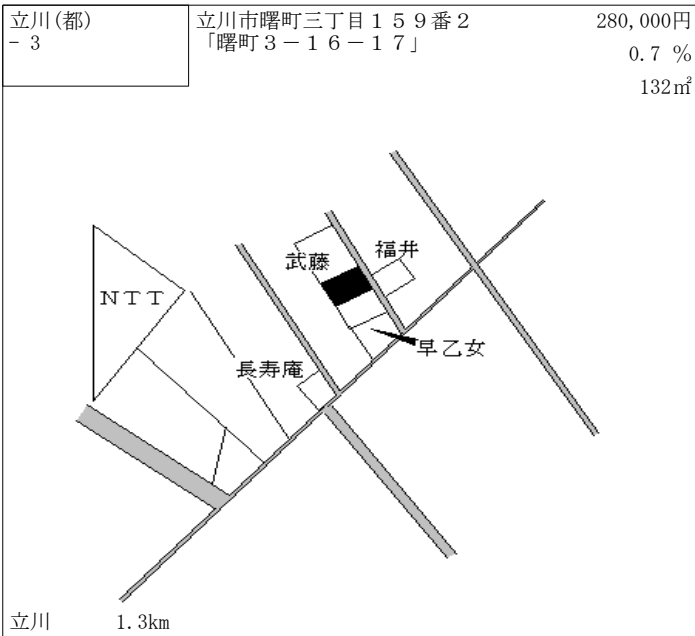 立川(都)
- 3
立川市曙町三丁目１５９番２
「曙町３－１６－１７」
280,000円
0.7 %
132㎡
福井
武藤
ＮＴＴ
早乙女
長寿庵
立川 1.3km